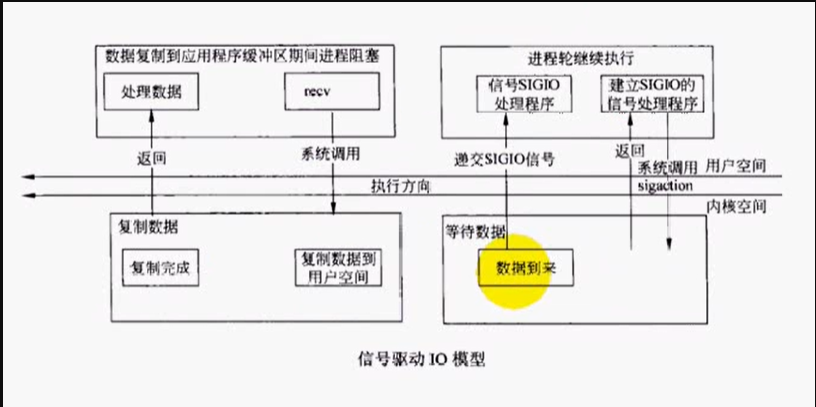 数据复制到应用程序缓冲区期间进程阻塞
处理数据
recv
返回
系统调用
进程轮继续执行
信号SIGIO
处理程序
建立SIGIO的
信号处理程序
递交SIGIO信号
返回
系统调用
sigaction
用户空间
执行方向
内核空间
复制数据
复制完成
复制数据到
用户空间
等待数据
数据到来
信号驱动IO模型